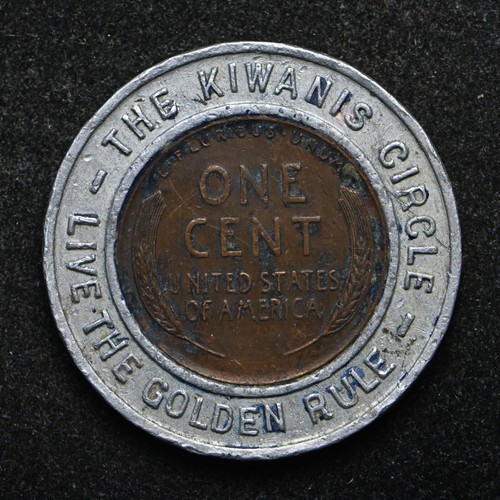 THE KIWANIS CIRCLE
– LIVE THE GOLDEN RULE –
E PLURIBUS UNUM
ONE
CENT
UNITED STATES
OF AMERICA